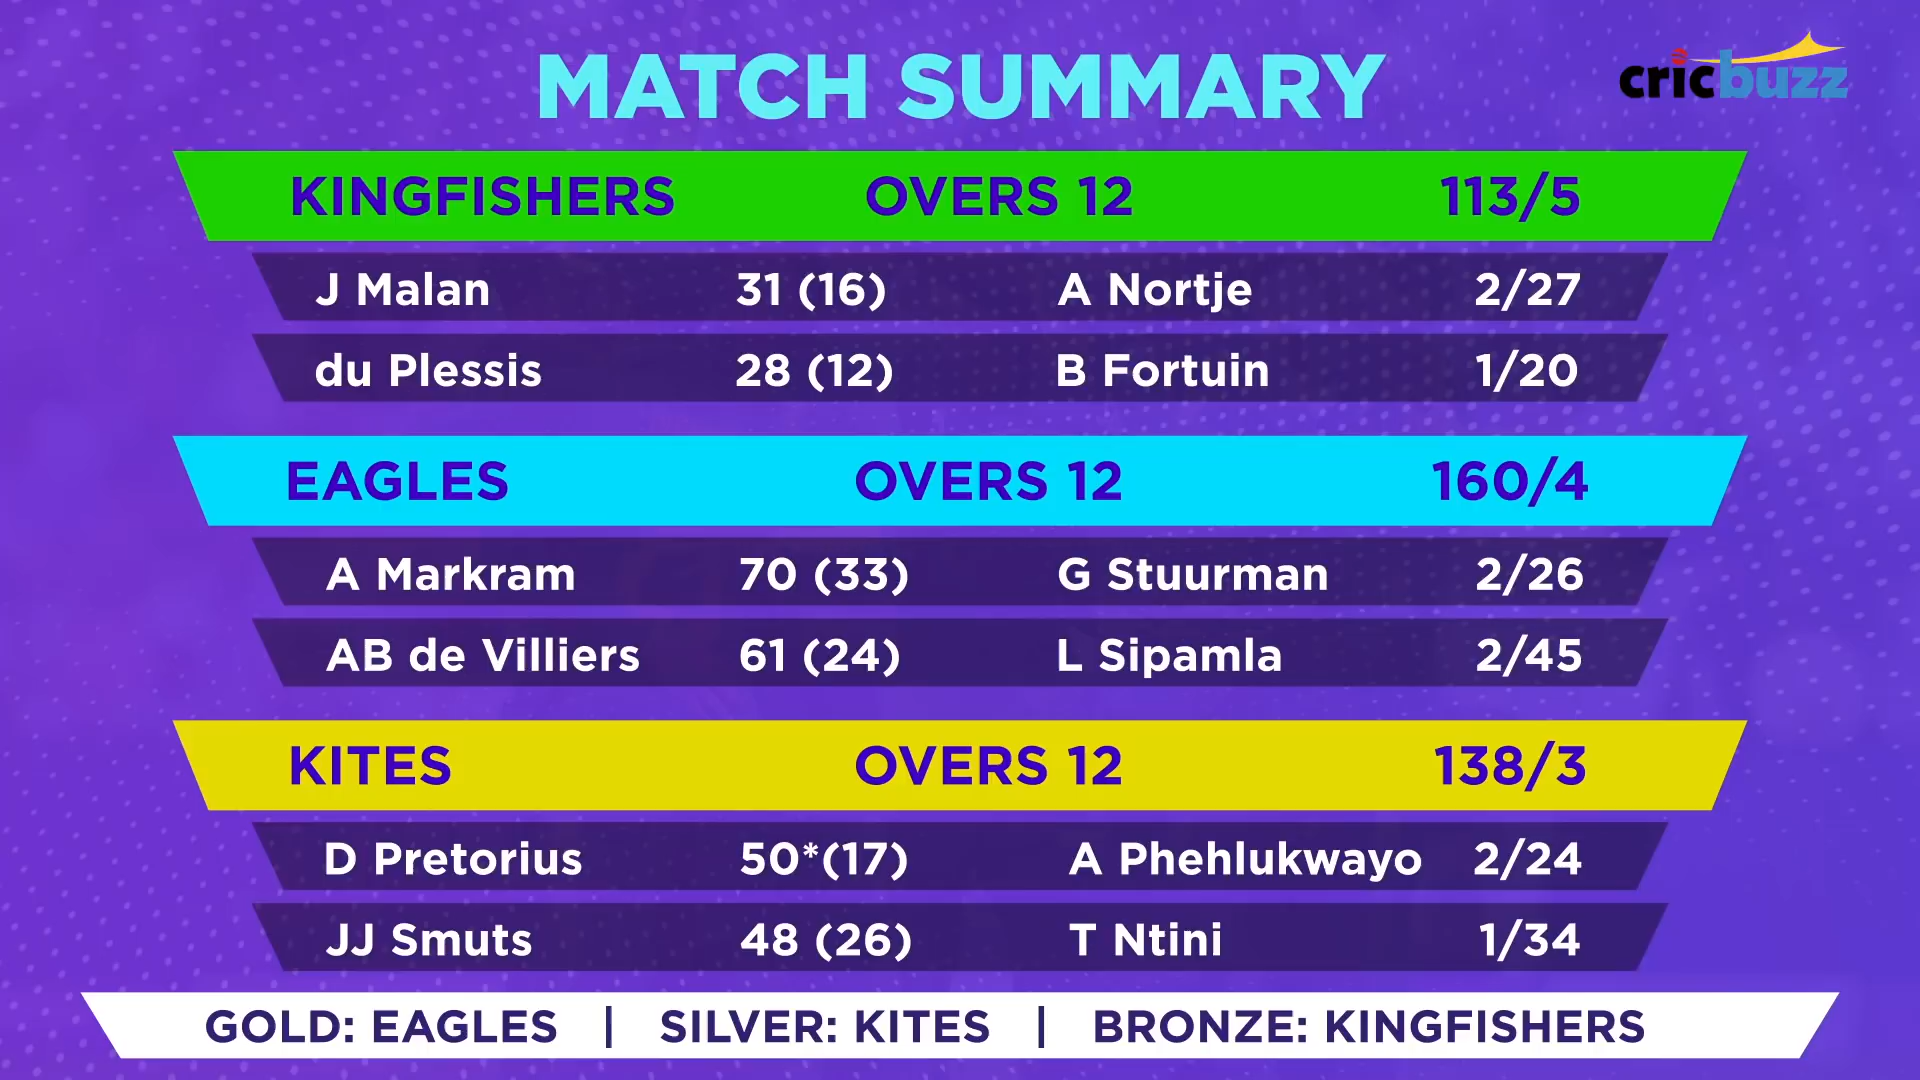 MATCH SUMMARY
cricbuzz
KINGFISHERS OVERS 12 113/5
J Malan 31 (16) A Nortje 2/27
du Plessis 28 (12) B Fortuin 1/20
EAGLES OVERS 12 160/4
A Markram 70 (33) G Stuurman 2/26
AB de Villiers 61 (24) L Sipamla 2/45
KITES OVERS 12 138/3
D Pretorius 50*(17) A Phehlukwayo 2/24
JJ Smuts 48 (26) T Ntini 1/34
GOLD: EAGLES | SILVER: KITES | BRONZE: KINGFISHERS